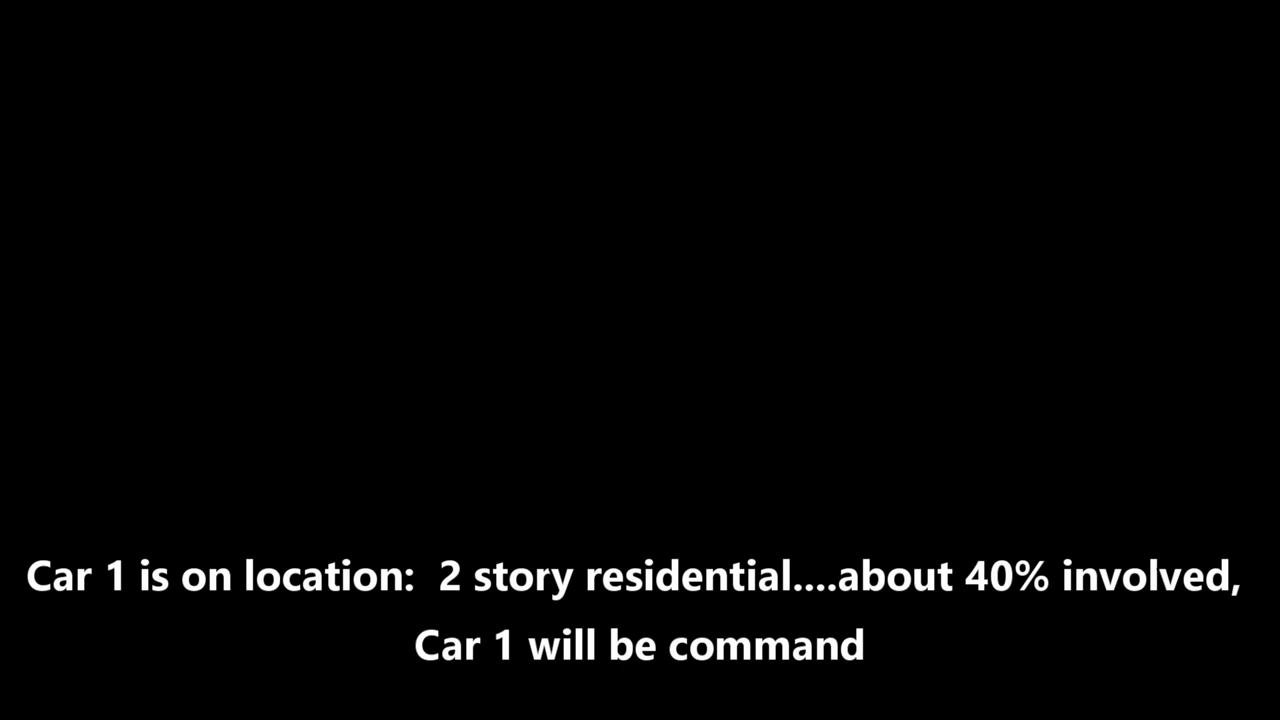 Car 1 is on location:  2 story residential....about 40% involved,
Car 1 will be command